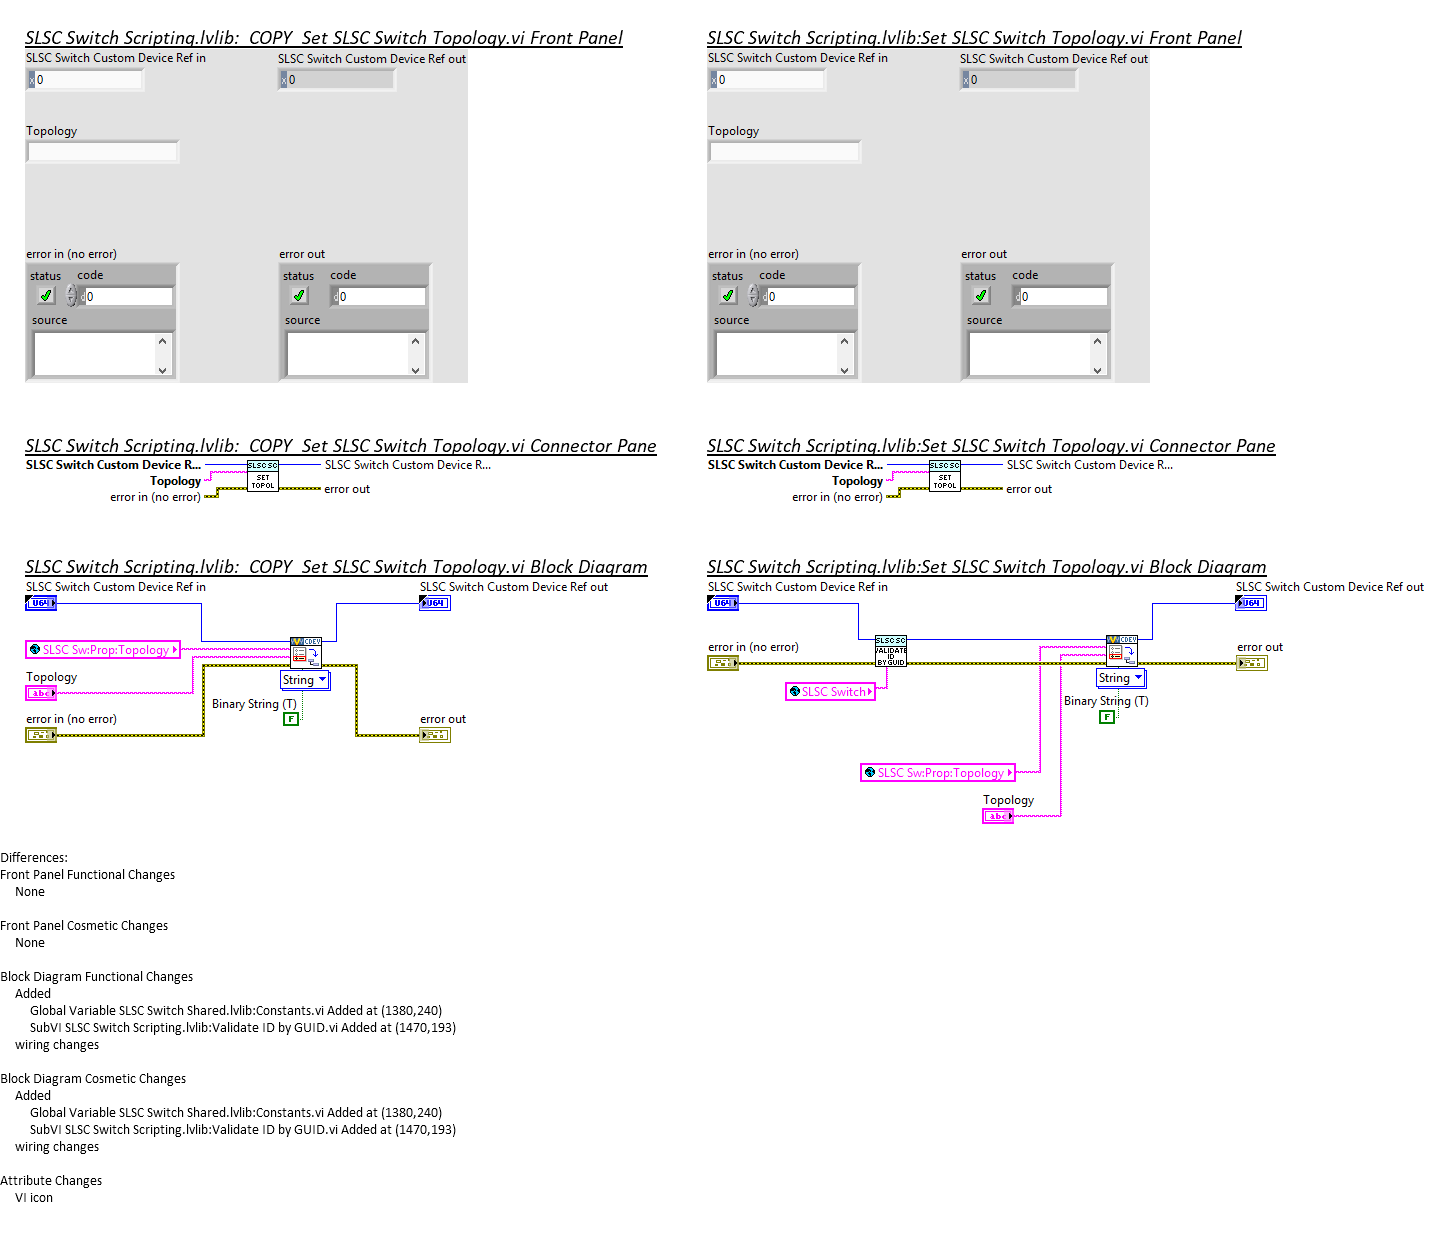 SLSC Switch Scripting.lvlib:  COPY  Set SLSC Switch Topology.vi Front Panel
SLSC Switch Custom Device Ref in
SLSC Switch Custom Device Ref out
x 0
x 0
Topology
error in (no error)
error out
status
code
status
code
d 0
d 0
source
source
SLSC Switch Scripting.lvlib:Set SLSC Switch Topology.vi Front Panel
SLSC Switch Custom Device Ref in
SLSC Switch Custom Device Ref out
x 0
x 0
Topology
error in (no error)
error out
status
code
status
code
d 0
d 0
source
source
SLSC Switch Scripting.lvlib:  COPY  Set SLSC Switch Topology.vi Connector Pane
SLSC Switch Custom Device R...
SLSC SC
SLSC Switch Custom Device R...
Topology
SET
TOPOL
error in (no error)
error out
SLSC Switch Scripting.lvlib:Set SLSC Switch Topology.vi Connector Pane
SLSC Switch Custom Device R...
SLSC SC
SLSC Switch Custom Device R...
Topology
SET
TOPOL
error in (no error)
error out
SLSC Switch Scripting.lvlib:  COPY  Set SLSC Switch Topology.vi Block Diagram
SLSC Switch Custom Device Ref in
SLSC Switch Custom Device Ref out
U64
U64
CDEV
SLSC Sw:Prop:Topology
Topology
String
abc
Binary String (T)
F
error in (no error)
error out
SLSC Switch Scripting.lvlib:Set SLSC Switch Topology.vi Block Diagram
SLSC Switch Custom Device Ref in
SLSC Switch Custom Device Ref out
U64
U64
error in (no error)
SLSC SC
VALIDATE
ID
BY GUID
CDEV
error out
String
SLSC Switch
Binary String (T)
F
SLSC Sw:Prop:Topology
Topology
abc
Differences:
Front Panel Functional Changes
None
Front Panel Cosmetic Changes
None
Block Diagram Functional Changes
Added
Global Variable SLSC Switch Shared.lvlib:Constants.vi Added at (1380,240)
SubVI SLSC Switch Scripting.lvlib:Validate ID by GUID.vi Added at (1470,193)
wiring changes
Block Diagram Cosmetic Changes
Added
Global Variable SLSC Switch Shared.lvlib:Constants.vi Added at (1380,240)
SubVI SLSC Switch Scripting.lvlib:Validate ID by GUID.vi Added at (1470,193)
wiring changes
Attribute Changes
VI icon